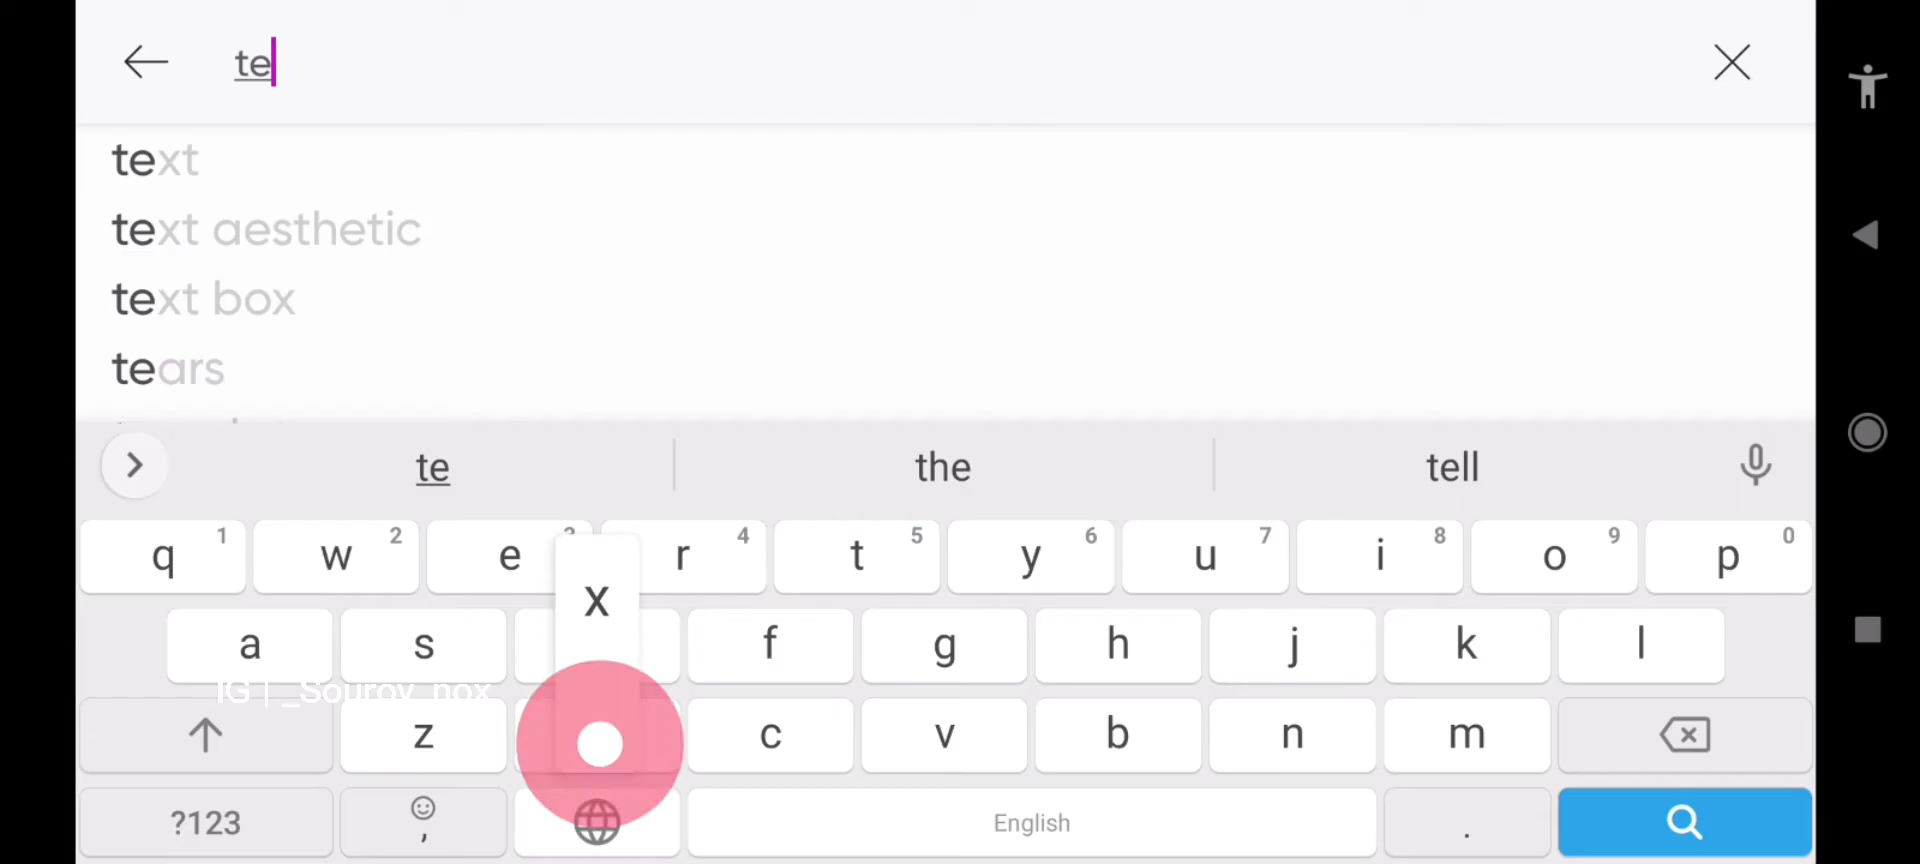 te
text
text aesthetic
text box
tears
te the tell
q 1 w 2 e 3 r 4 t 5 y 6 u 7 i 8 o 9 p 0
x
a s f g h j k l
IG | _Sourov_nox
z c v b n m
?123 , English .